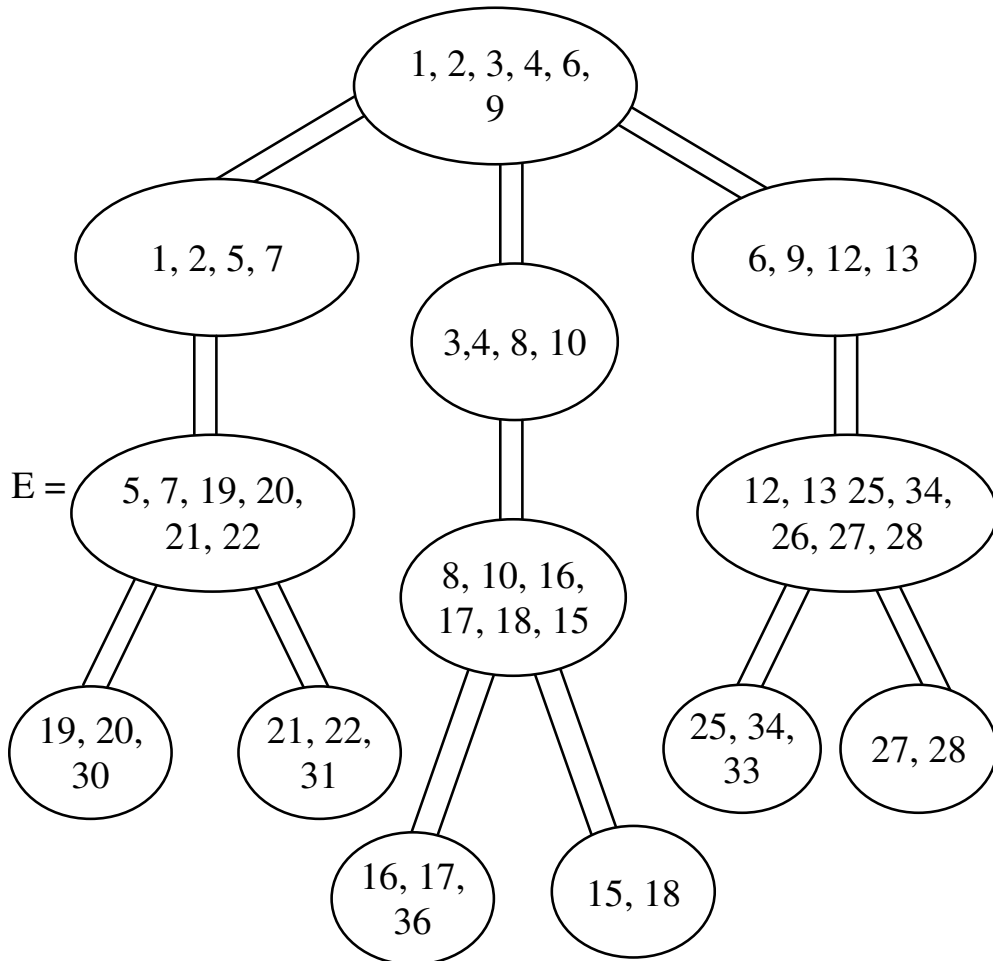 1, 2, 3, 4, 6,
9
1, 2, 5, 7
3,4, 8, 10
6, 9, 12, 13
E =
5, 7, 19, 20,
21, 22
8, 10, 16,
17, 18, 15
12, 13 25, 34,
26, 27, 28
19, 20,
30
21, 22,
31
16, 17,
36
15, 18
25, 34,
33
27, 28